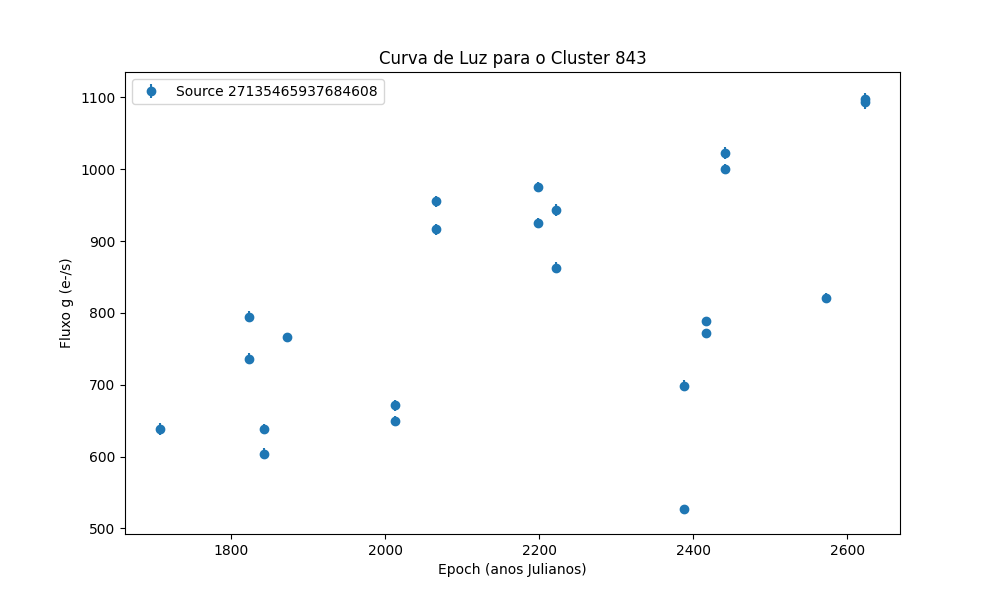 Curva de Luz para o Cluster 843
Source 27135465937684608
1100
1000
900
800
700
600
500
Fluxo g (e-/s)
1800 2000 2200 2400 2600
Epoch (anos Julianos)